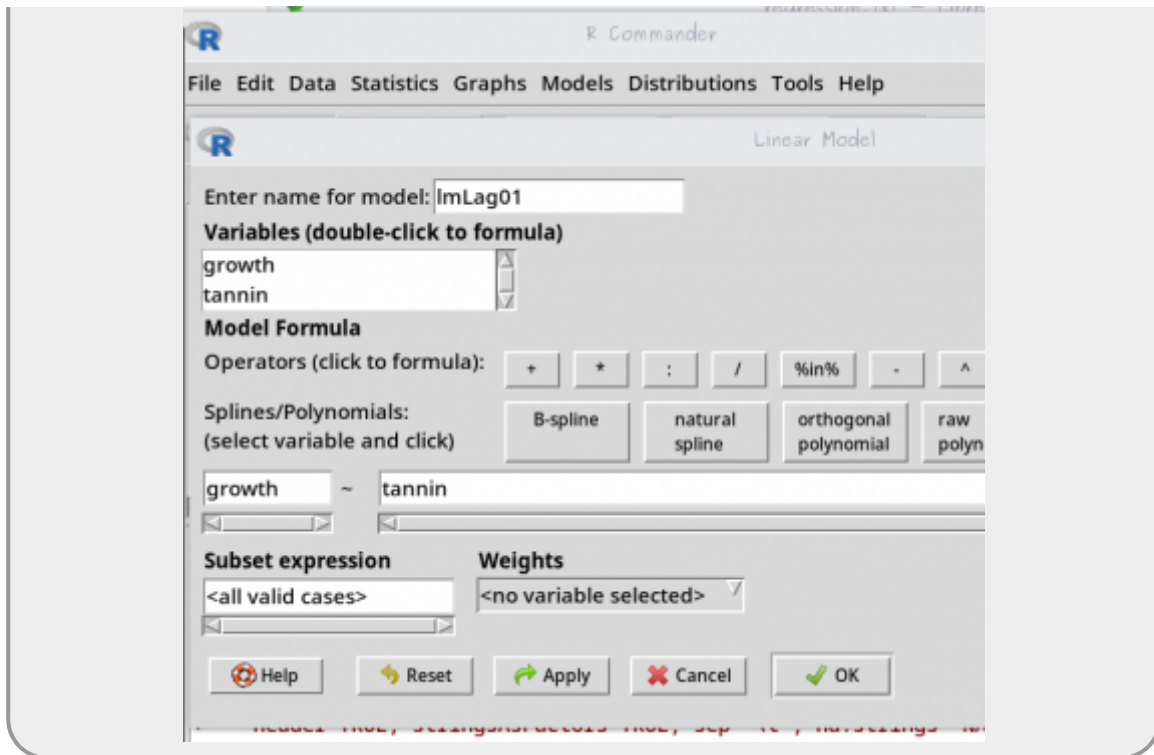 R Commander
File Edit Data Statistics Graphs Models Distributions Tools Help
Linear Model
Enter name for model: lmLag01
Variables (double-click to formula)
growth
tannin
Model Formula
Operators (click to formula): + * : / %in% - ^
Splines/Polynomials:
(select variable and click)
B-spline
natural
spline
orthogonal
polynomial
raw
polyn
growth ~ tannin
Subset expression Weights
<all valid cases> <no variable selected>
Help Reset Apply Cancel OK